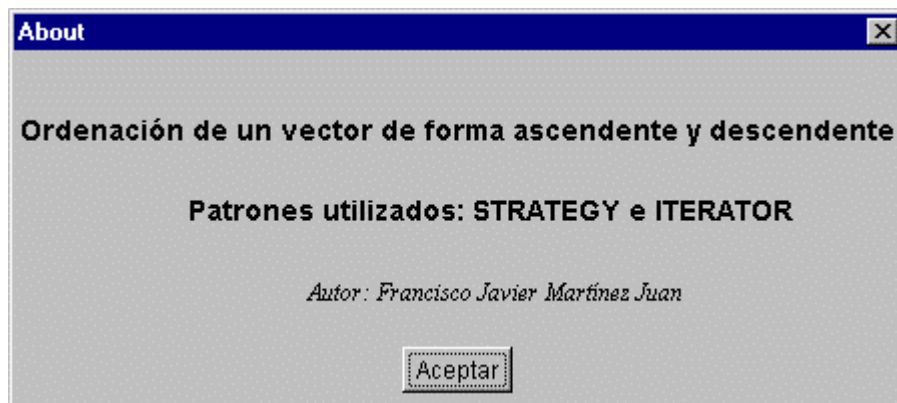 About
Ordenación de un vector de forma ascendente y descendente
Patrones utilizados: STRATEGY e ITERATOR
Autor: Francisco Javier Martínez Juan
Aceptar